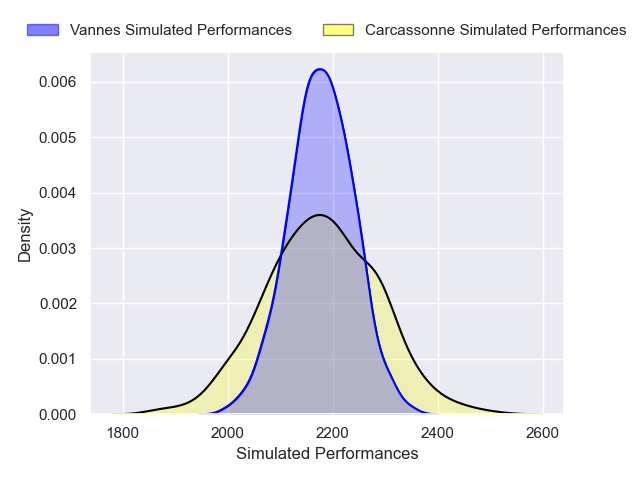 Vannes Simulated Performances
Carcassonne Simulated Performances
0.006
0.005
0.004
0.003
0.002
0.001
0.000
Density
1800 2000 2200 2400 2600
Simulated Performances